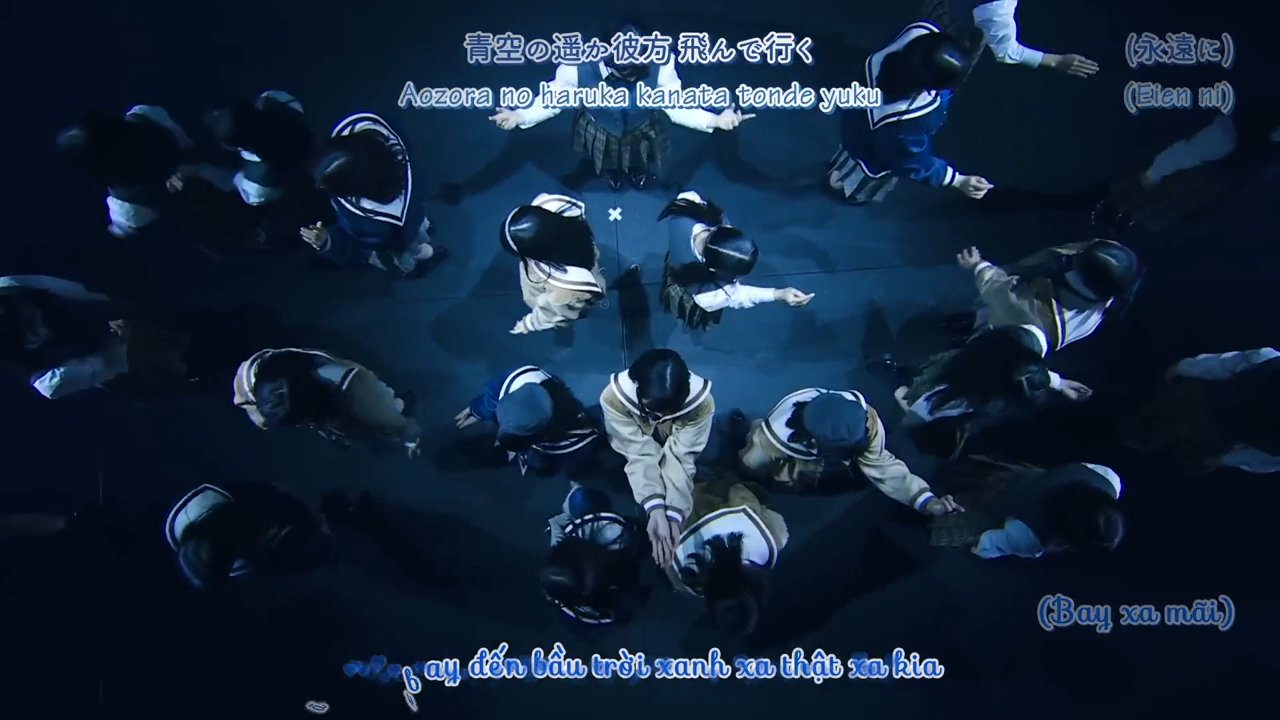 青空の遥か彼方 飛んで行く
(永遠に)
Aozora no haruka kanata tonde yuku
(Eien ni)
(Bay xa mãi)
Bay đến bầu trời xanh xa thật xa kia